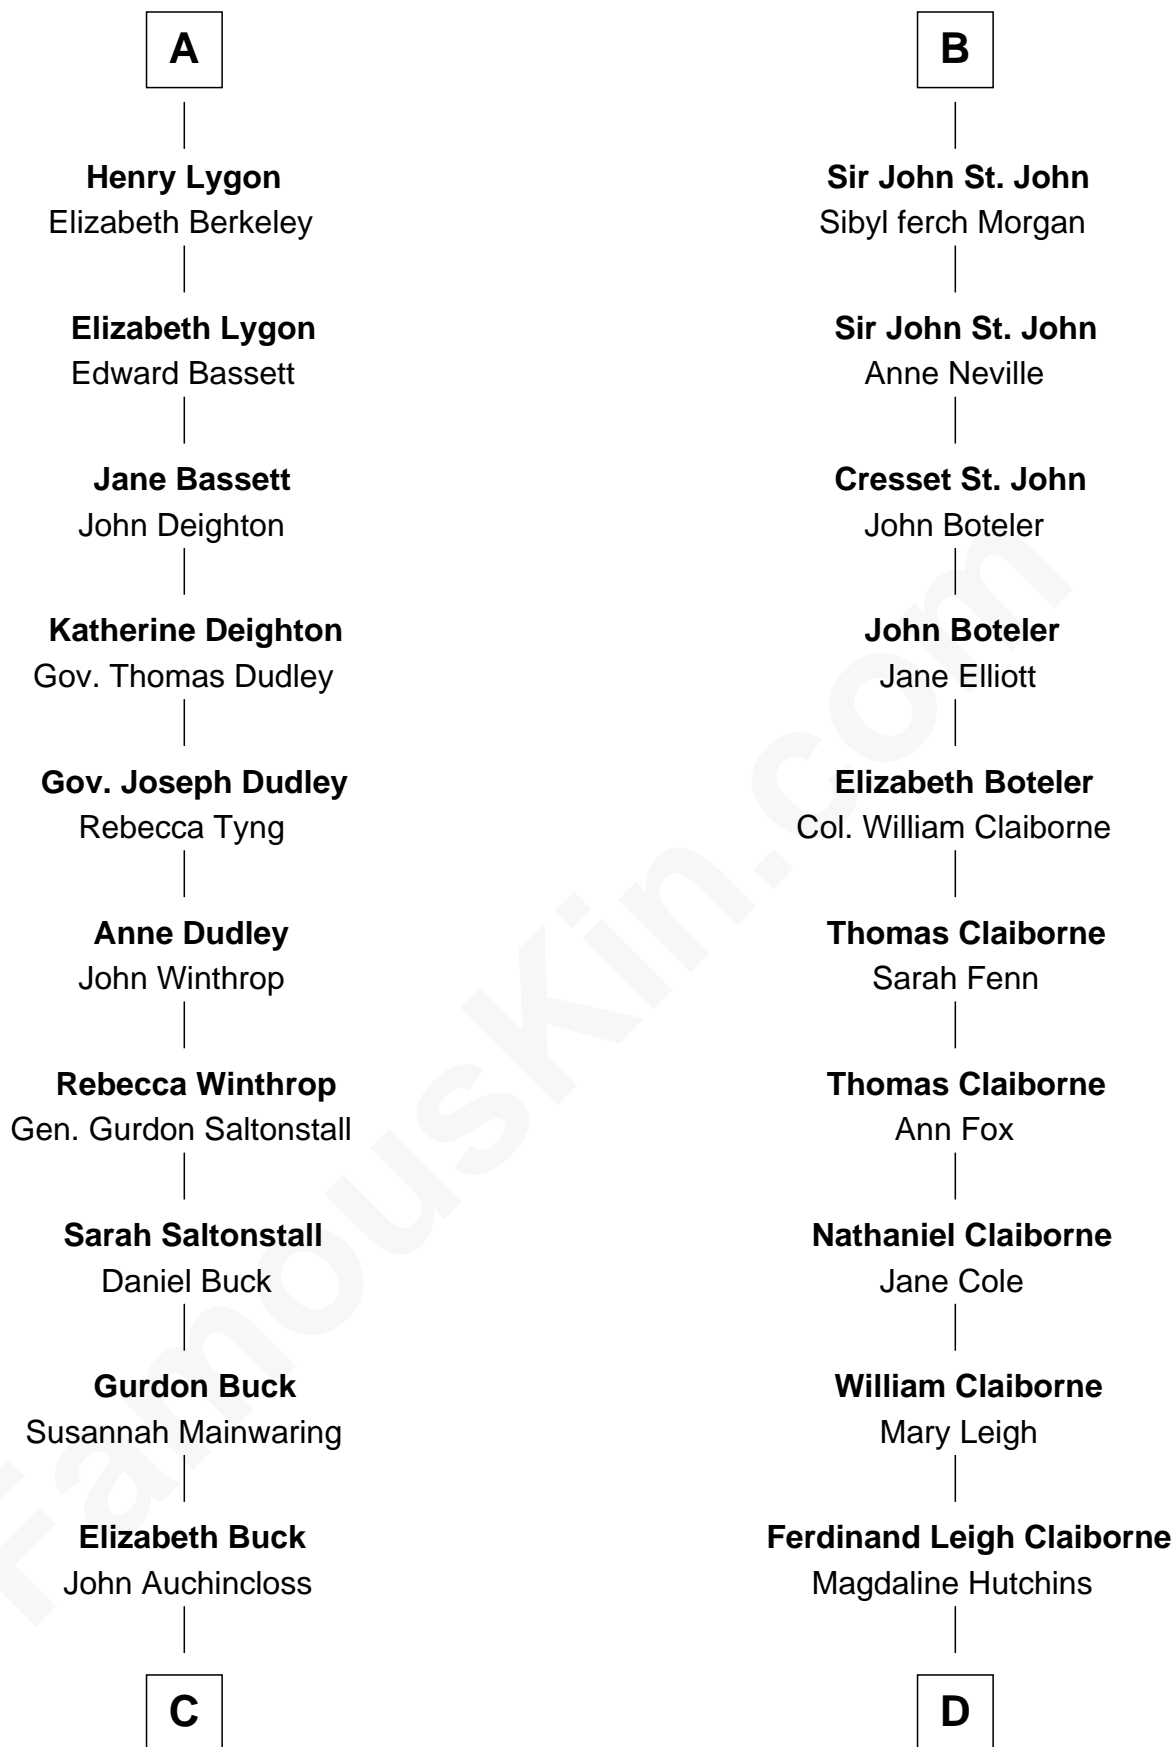 A
Henry Lygon
Elizabeth Berkeley
Elizabeth Lygon
Edward Bassett
Jane Bassett
John Deighton
Katherine Deighton
Gov. Thomas Dudley
Gov. Joseph Dudley
Rebecca Tyng
Anne Dudley
John Winthrop
Rebecca Winthrop
Gen. Gurdon Saltonstall
Sarah Saltonstall
Daniel Buck
Gurdon Buck
Susannah Mainwaring
Elizabeth Buck
John Auchincloss
C
B
Sir John St. John
Sibyl ferch Morgan
Sir John St. John
Anne Neville
Cresset St. John
John Boteler
John Boteler
Jane Elliott
Elizabeth Boteler
Col. William Claiborne
Thomas Claiborne
Sarah Fenn
Thomas Claiborne
Ann Fox
Nathaniel Claiborne
Jane Cole
William Claiborne
Mary Leigh
Ferdinand Leigh Claiborne
Magdaline Hutchins
D
FamousKin.com